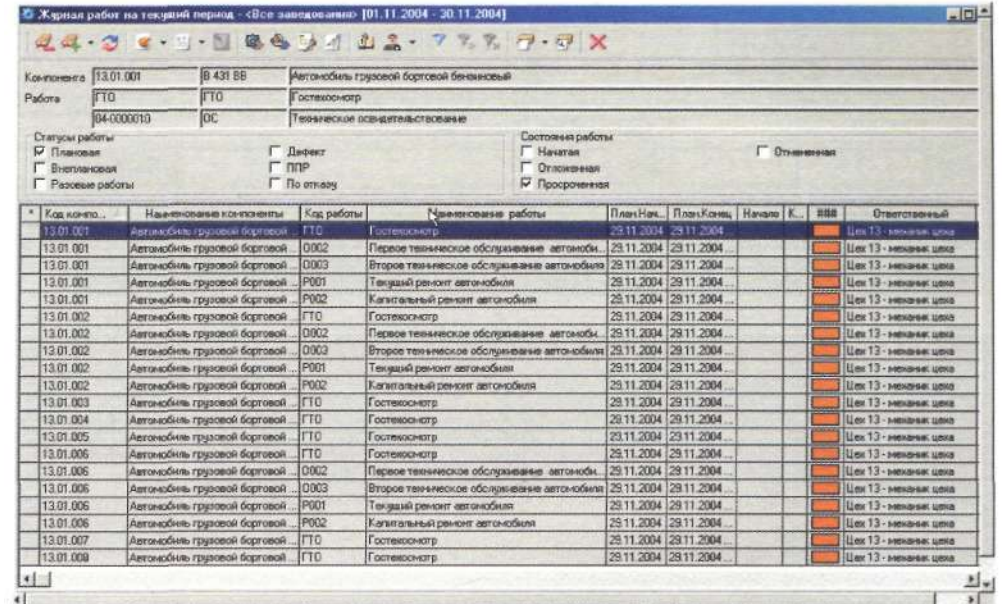 Журнал работ на текущий период - <Все заведования> [01.11.2004 - 30.11.2004]
Компонента 13.01.001 В 431 ВВ Автомобиль грузовой бортовой бензиновый
Работа ГТО ГТО Гостехосмотр
04-0000010 ОС Техническое освидетельствование
Статусы работы Состояния работы
Плановая Дефект Начатая Отмененная
Внеплановая ППР Отложенная
Разовые работы По отказу Просроченная
* Код компо... Наименование компоненты Код работы Наименование работы План.Нач... План.Конец Начало К... ### Ответственный
13.01.001 Автомобиль грузовой бортовой ... ГТО Гостехосмотр 29.11.2004 29.11.2004 ... Цех 13 - механик цеха
13.01.001 Автомобиль грузовой бортовой ... О002 Первое техническое обслуживание автомоби... 29.11.2004 29.11.2004 ... Цех 13 - механик цеха
13.01.001 Автомобиль грузовой бортовой ... О003 Второе техническое обслуживание автомобиля 29.11.2004 29.11.2004 ... Цех 13 - механик цеха
13.01.001 Автомобиль грузовой бортовой ... Р001 Текущий ремонт автомобиля 29.11.2004 29.11.2004 ... Цех 13 - механик цеха
13.01.001 Автомобиль грузовой бортовой ... Р002 Капитальный ремонт автомобиля 29.11.2004 29.11.2004 ... Цех 13 - механик цеха
13.01.002 Автомобиль грузовой бортовой ... ГТО Гостехосмотр 29.11.2004 29.11.2004 ... Цех 13 - механик цеха
13.01.002 Автомобиль грузовой бортовой ... О002 Первое техническое обслуживание автомоби... 29.11.2004 29.11.2004 ... Цех 13 - механик цеха
13.01.002 Автомобиль грузовой бортовой ... О003 Второе техническое обслуживание автомобиля 29.11.2004 29.11.2004 ... Цех 13 - механик цеха
13.01.002 Автомобиль грузовой бортовой ... Р001 Текущий ремонт автомобиля 29.11.2004 29.11.2004 ... Цех 13 - механик цеха
13.01.002 Автомобиль грузовой бортовой ... Р002 Капитальный ремонт автомобиля 29.11.2004 29.11.2004 ... Цех 13 - механик цеха
13.01.003 Автомобиль грузовой бортовой ... ГТО Гостехосмотр 29.11.2004 29.11.2004 ... Цех 13 - механик цеха
13.01.004 Автомобиль грузовой бортовой ... ГТО Гостехосмотр 29.11.2004 29.11.2004 ... Цех 13 - механик цеха
13.01.005 Автомобиль грузовой бортовой ... ГТО Гостехосмотр 29.11.2004 29.11.2004 ... Цех 13 - механик цеха
13.01.006 Автомобиль грузовой бортовой ... ГТО Гостехосмотр 29.11.2004 29.11.2004 ... Цех 13 - механик цеха
13.01.006 Автомобиль грузовой бортовой ... О002 Первое техническое обслуживание автомоби... 29.11.2004 29.11.2004 ... Цех 13 - механик цеха
13.01.006 Автомобиль грузовой бортовой ... О003 Второе техническое обслуживание автомобиля 29.11.2004 29.11.2004 ... Цех 13 - механик цеха
13.01.006 Автомобиль грузовой бортовой ... Р001 Текущий ремонт автомобиля 29.11.2004 29.11.2004 ... Цех 13 - механик цеха
13.01.006 Автомобиль грузовой бортовой ... Р002 Капитальный ремонт автомобиля 29.11.2004 29.11.2004 ... Цех 13 - механик цеха
13.01.007 Автомобиль грузовой бортовой ... ГТО Гостехосмотр 29.11.2004 29.11.2004 ... Цех 13 - механик цеха
13.01.008 Автомобиль грузовой бортовой ... ГТО Гостехосмотр 29.11.2004 29.11.2004 ... Цех 13 - механик цеха